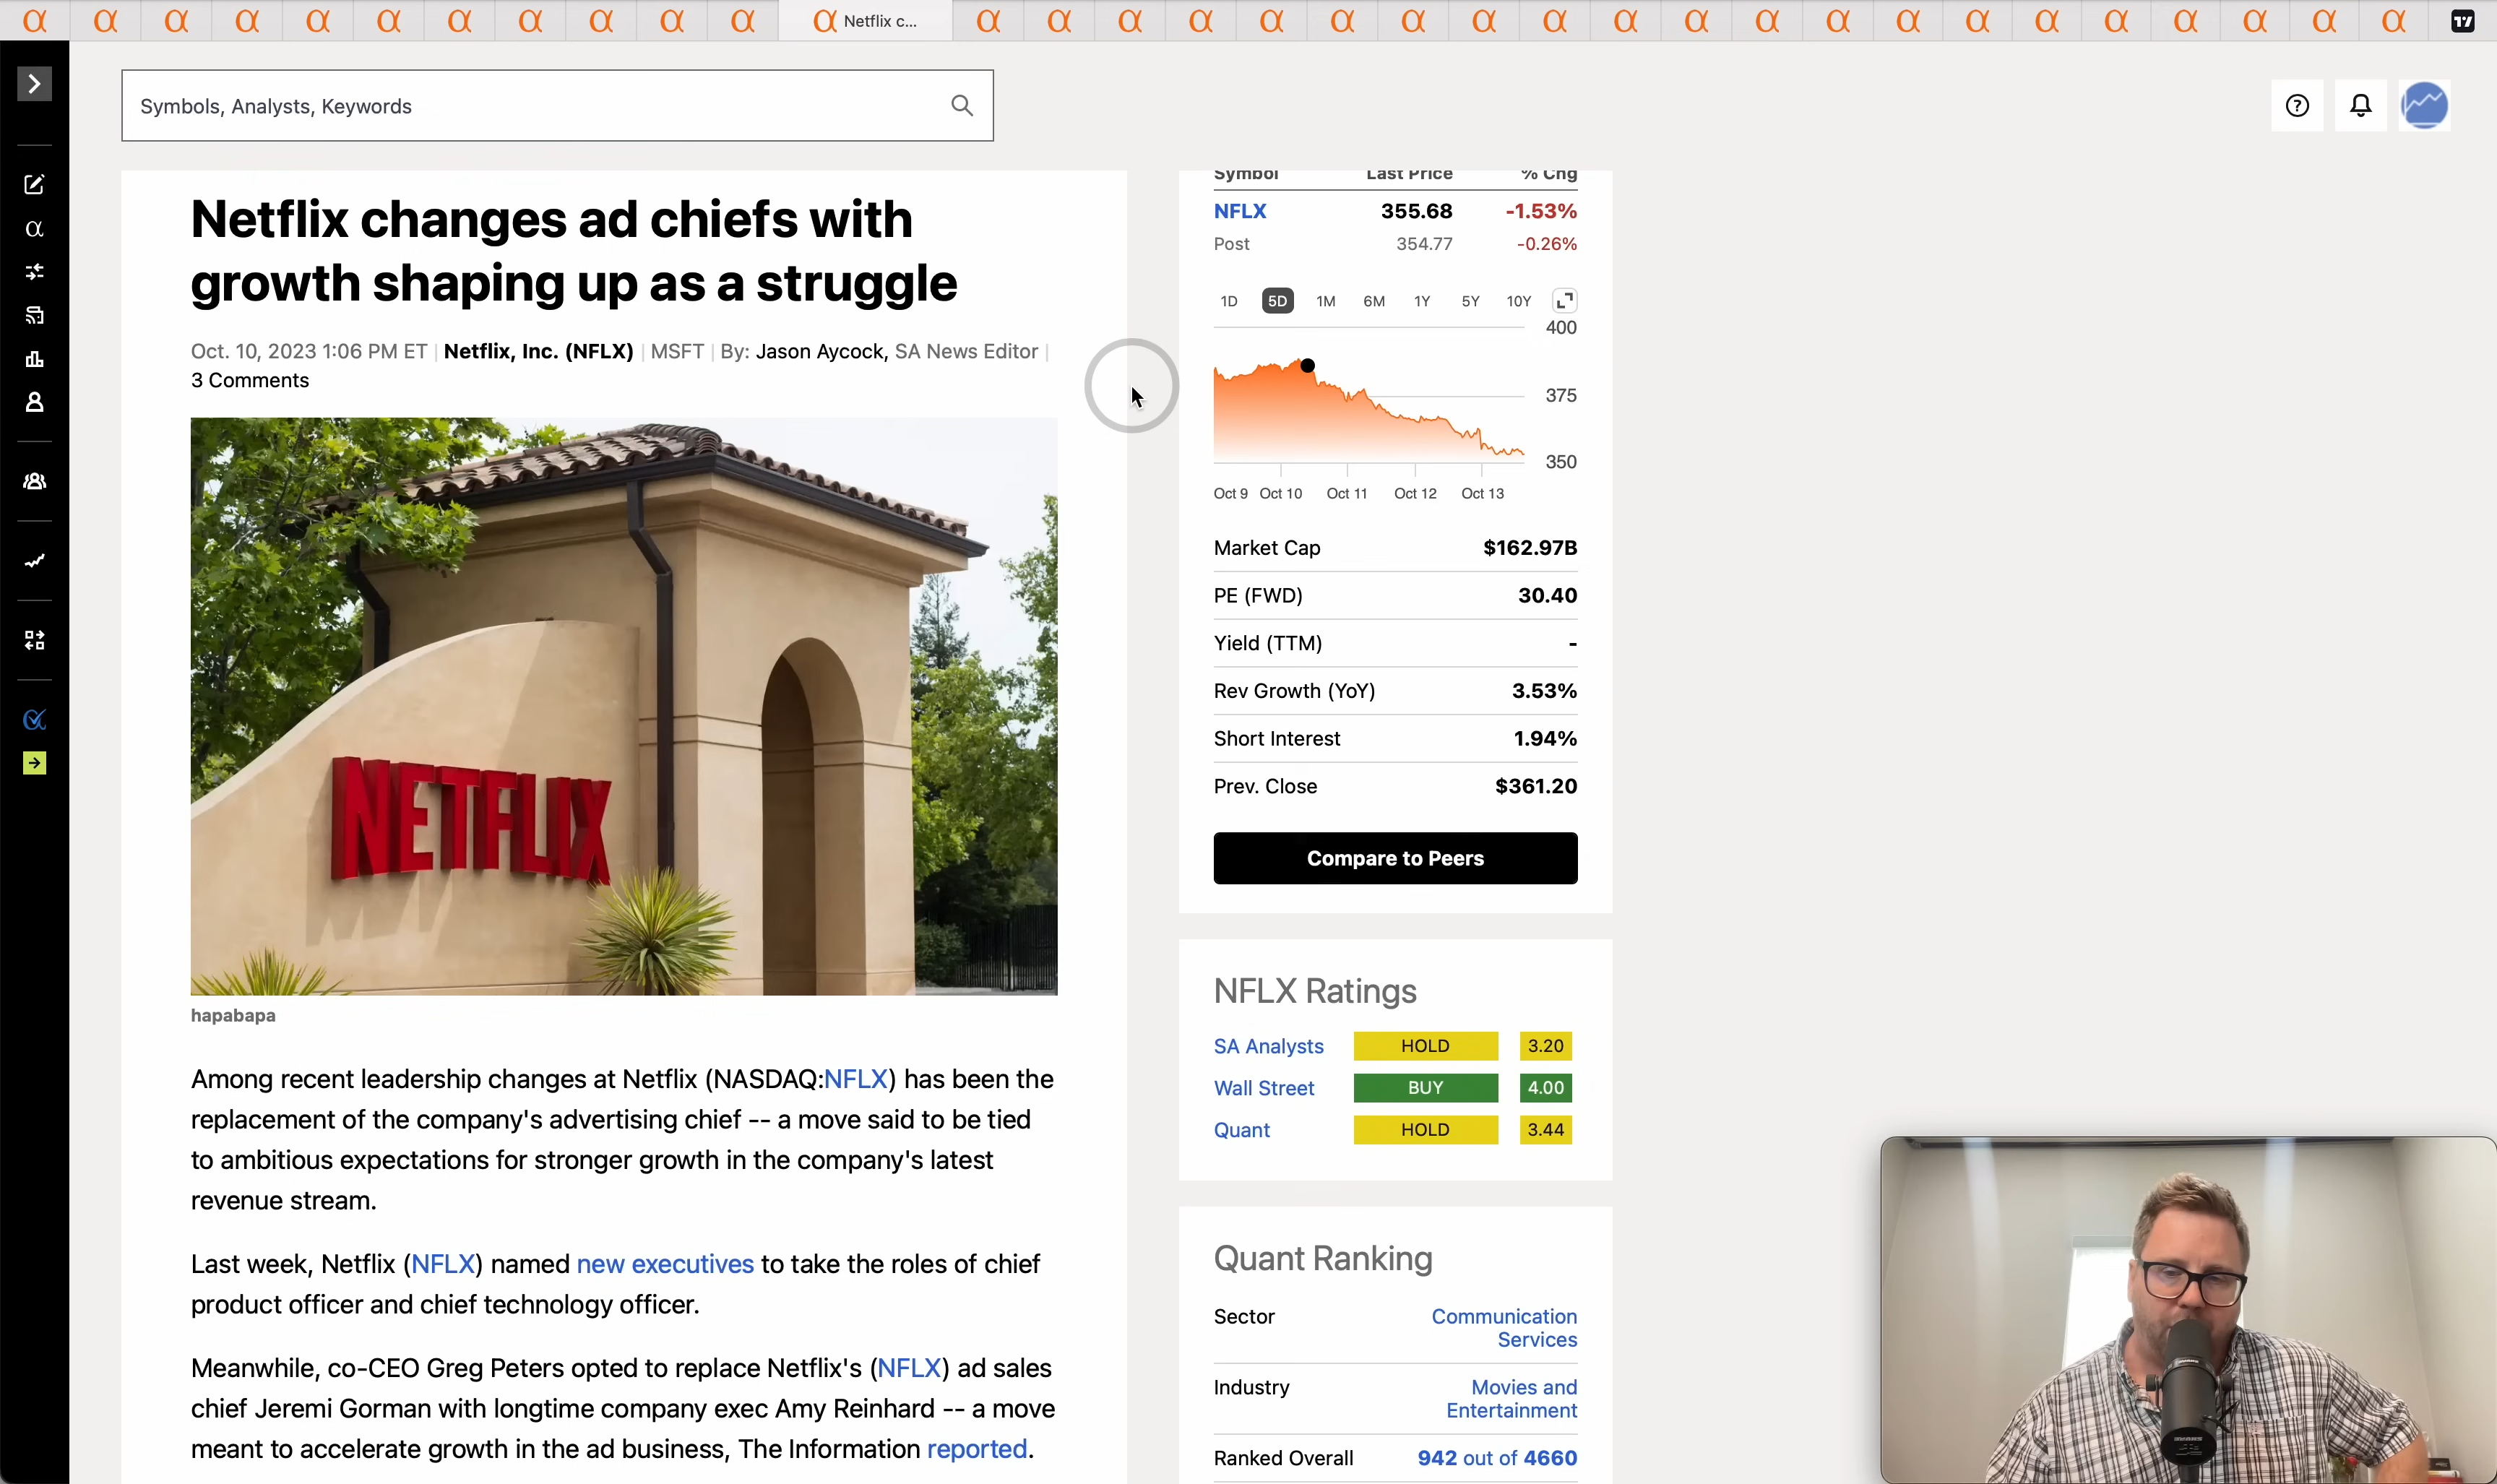 α α α α α α α α α α α α Netflix c... α α α α α α α α α α α α α α α α α α α α α
Symbols, Analysts, Keywords
Netflix changes ad chiefs with
growth shaping up as a struggle
Oct. 10, 2023 1:06 PM ET | Netflix, Inc. (NFLX) | MSFT | By: Jason Aycock, SA News Editor |
3 Comments
NETFLIX
hapabapa
Among recent leadership changes at Netflix (NASDAQ:NFLX) has been the
replacement of the company's advertising chief -- a move said to be tied
to ambitious expectations for stronger growth in the company's latest
revenue stream.
Last week, Netflix (NFLX) named new executives to take the roles of chief
product officer and chief technology officer.
Meanwhile, co-CEO Greg Peters opted to replace Netflix's (NFLX) ad sales
chief Jeremi Gorman with longtime company exec Amy Reinhard -- a move
meant to accelerate growth in the ad business, The Information reported.
Symbol Last Price % Chg
NFLX 355.68 -1.53%
Post 354.77 -0.26%
1D 5D 1M 6M 1Y 5Y 10Y
400
375
350
Oct 9 Oct 10 Oct 11 Oct 12 Oct 13
Market Cap $162.97B
PE (FWD) 30.40
Yield (TTM) -
Rev Growth (YoY) 3.53%
Short Interest 1.94%
Prev. Close $361.20
Compare to Peers
NFLX Ratings
SA Analysts HOLD 3.20
Wall Street BUY 4.00
Quant HOLD 3.44
Quant Ranking
Sector Communication
Services
Industry Movies and
Entertainment
Ranked Overall 942 out of 4660